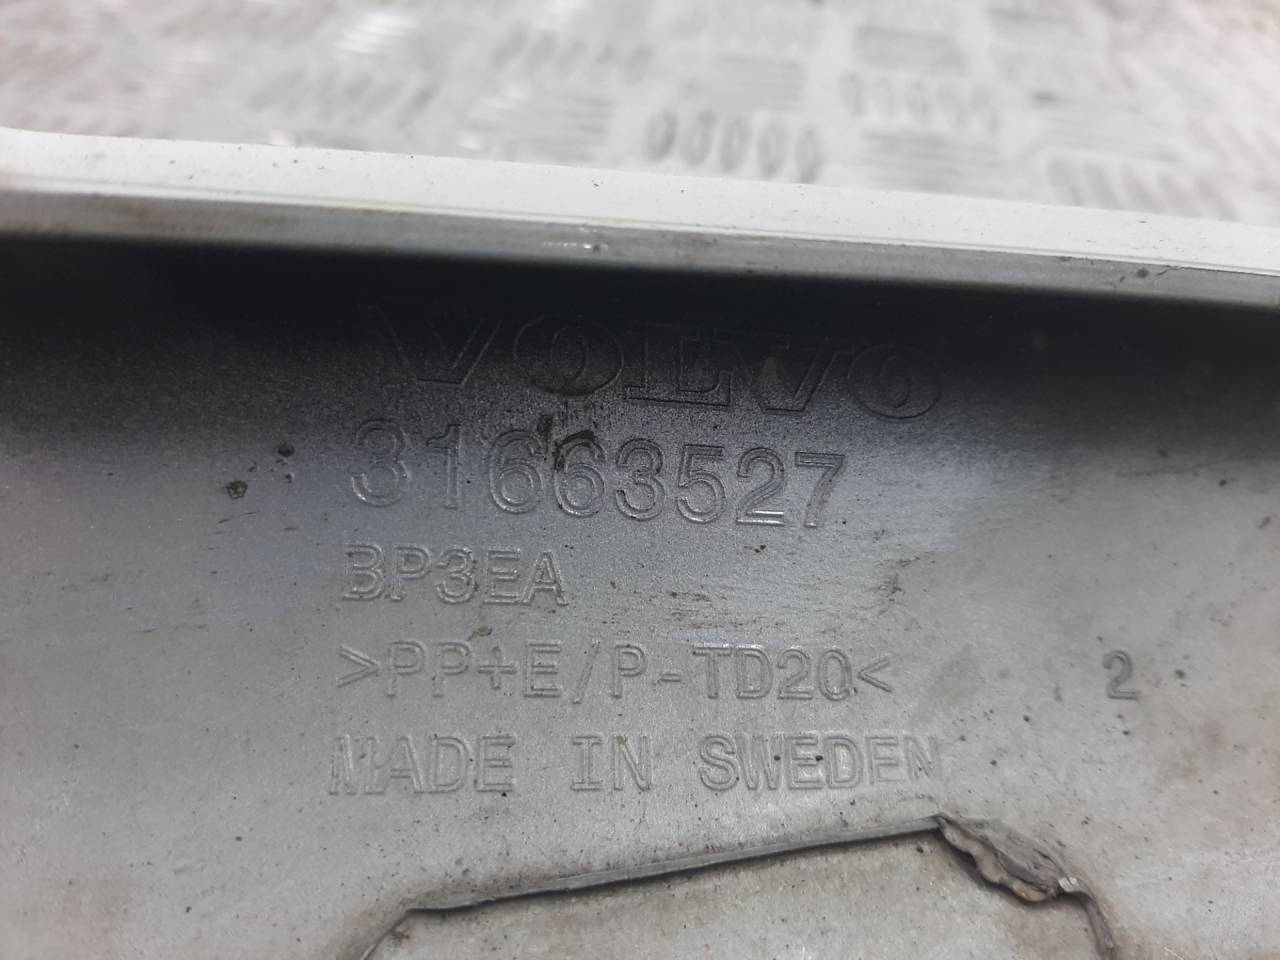 VOLVO
31663527
BP3EA
>PP+E/P-TD20< 2
MADE IN SWEDEN